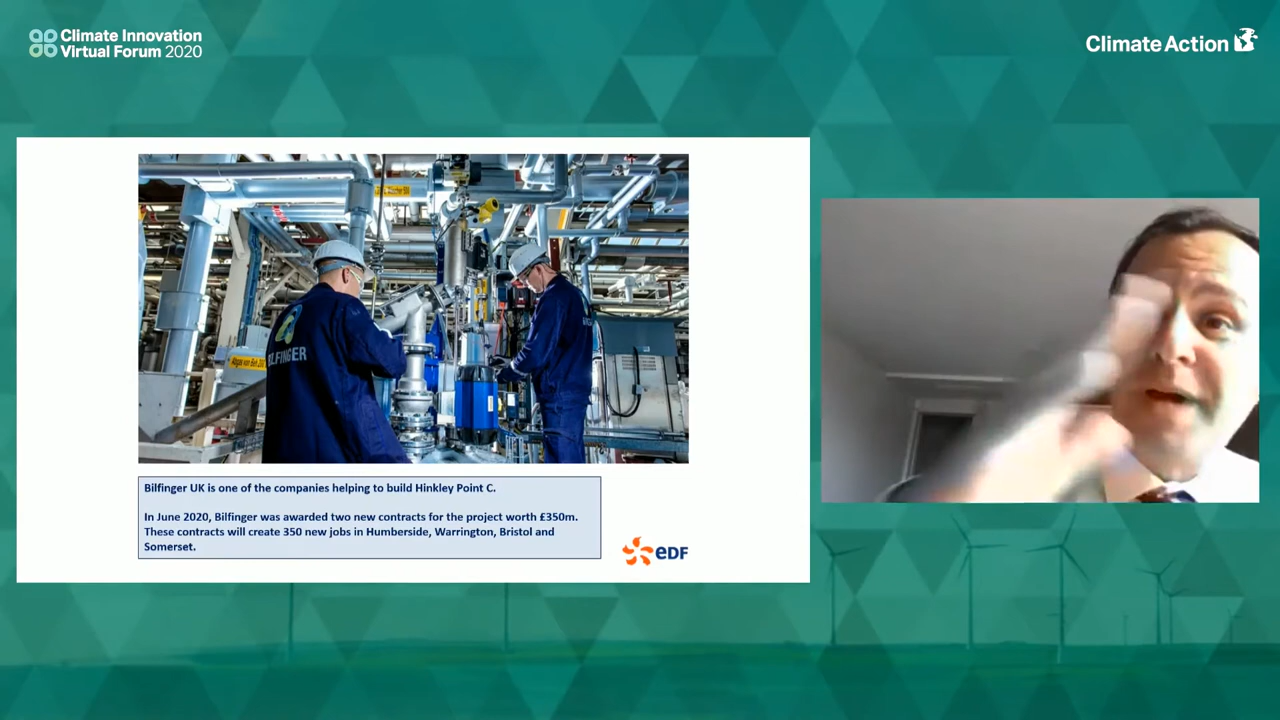 Climate Innovation
Virtual Forum 2020
Climate Action
BILFINGER
Bilfinger UK is one of the companies helping to build Hinkley Point C.
In June 2020, Bilfinger was awarded two new contracts for the project worth £350m.
These contracts will create 350 new jobs in Humberside, Warrington, Bristol and
Somerset.
eDF